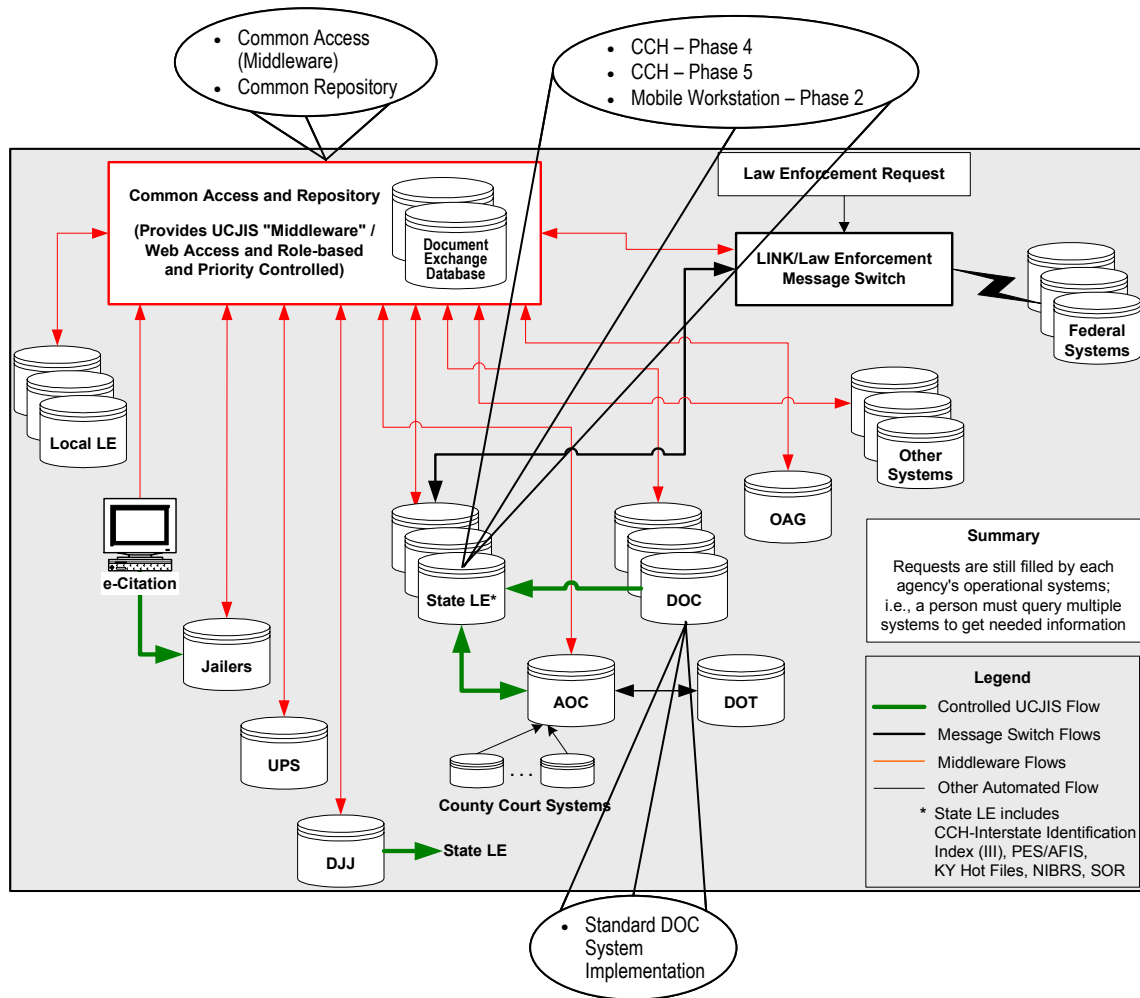 • Common Access
(Middleware)
• Common Repository
• CCH – Phase 4
• CCH – Phase 5
• Mobile Workstation – Phase 2
Common Access and Repository
(Provides UCJIS "Middleware" /
Web Access and Role-based
and Priority Controlled)
Document
Exchange
Database
Law Enforcement Request
LINK/Law Enforcement
Message Switch
Federal
Systems
Local LE
Other
Systems
OAG
e-Citation
State LE*
DOC
Jailers
AOC
DOT
UPS
. . .
County Court Systems
DJJ
State LE
Summary
Requests are still filled by each
agency's operational systems;
i.e., a person must query multiple
systems to get needed information
Legend
Controlled UCJIS Flow
Message Switch Flows
Middleware Flows
Other Automated Flow
* State LE includes
CCH-Interstate Identification
Index (III), PES/AFIS,
KY Hot Files, NIBRS, SOR
• Standard DOC
System
Implementation